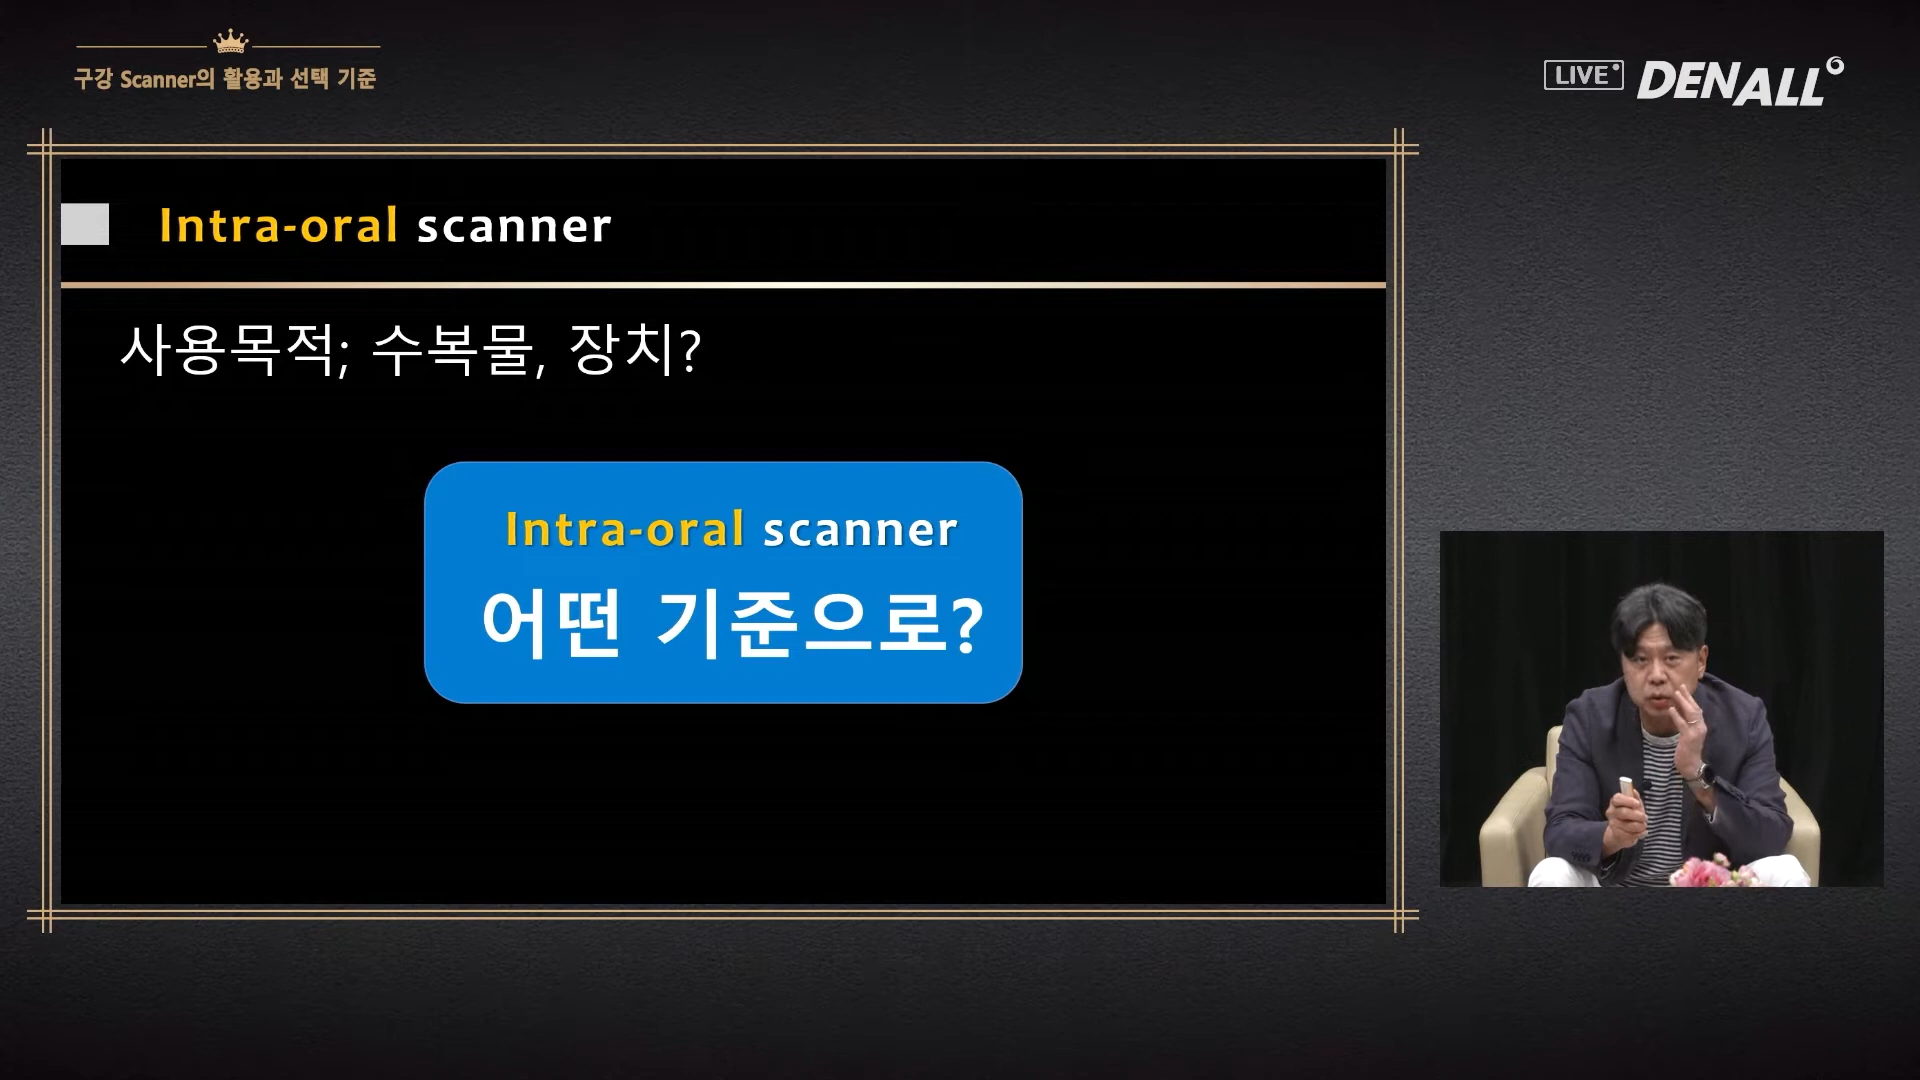 구강 Scanner의 활용과 선택 기준
LIVE DENALL
Intra-oral scanner
사용목적; 수복물, 장치?
Intra-oral scanner
어떤 기준으로?